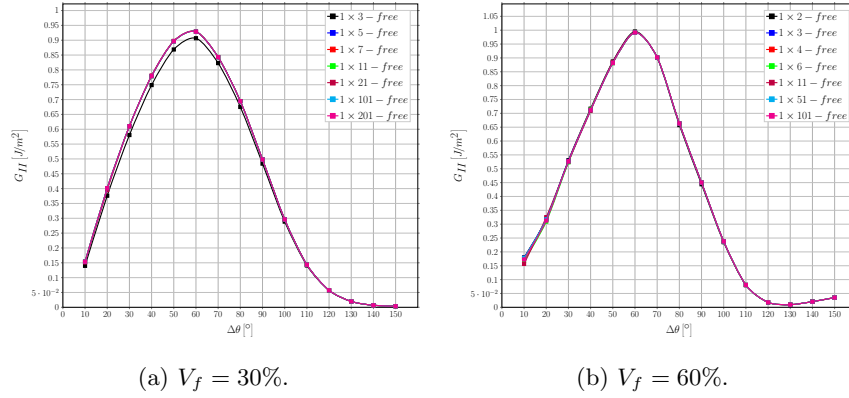 1
0.95
0.9
0.85
0.8
0.75
0.7
0.65
0.6
0.55
0.5
0.45
0.4
0.35
0.3
0.25
0.2
0.15
0.1
5 · 10⁻²
0
0 10 20 30 40 50 60 70 80 90 100 110 120 130 140 150
G_{II} [J/m²]
Δθ [°]
1 × 3 − free
1 × 5 − free
1 × 7 − free
1 × 11 − free
1 × 21 − free
1 × 101 − free
1 × 201 − free
(a) V_f = 30%.
1.05
1
0.95
0.9
0.85
0.8
0.75
0.7
0.65
0.6
0.55
0.5
0.45
0.4
0.35
0.3
0.25
0.2
0.15
0.1
5 · 10⁻²
0
0 10 20 30 40 50 60 70 80 90 100 110 120 130 140 150
G_{II} [J/m²]
Δθ [°]
1 × 2 − free
1 × 3 − free
1 × 4 − free
1 × 6 − free
1 × 11 − free
1 × 51 − free
1 × 101 − free
(b) V_f = 60%.